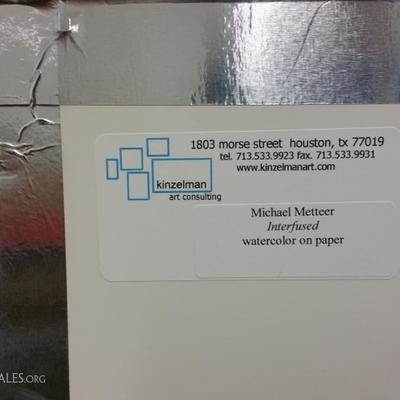 1803 morse street houston, tx 77019
tel. 713.533.9923 fax. 713.533.9931
www.kinzelmanart.com
kinzelman
art consulting
Michael Metteer
Interfused
watercolor on paper
ALES.ORG